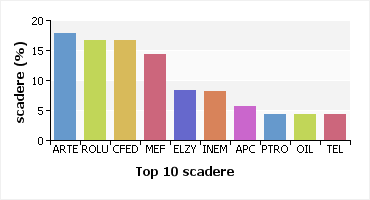 scadere (%)
20
15
10
5
0
ARTE ROLU CFED MEF ELZY INEM APC PTRO OIL TEL
Top 10 scadere